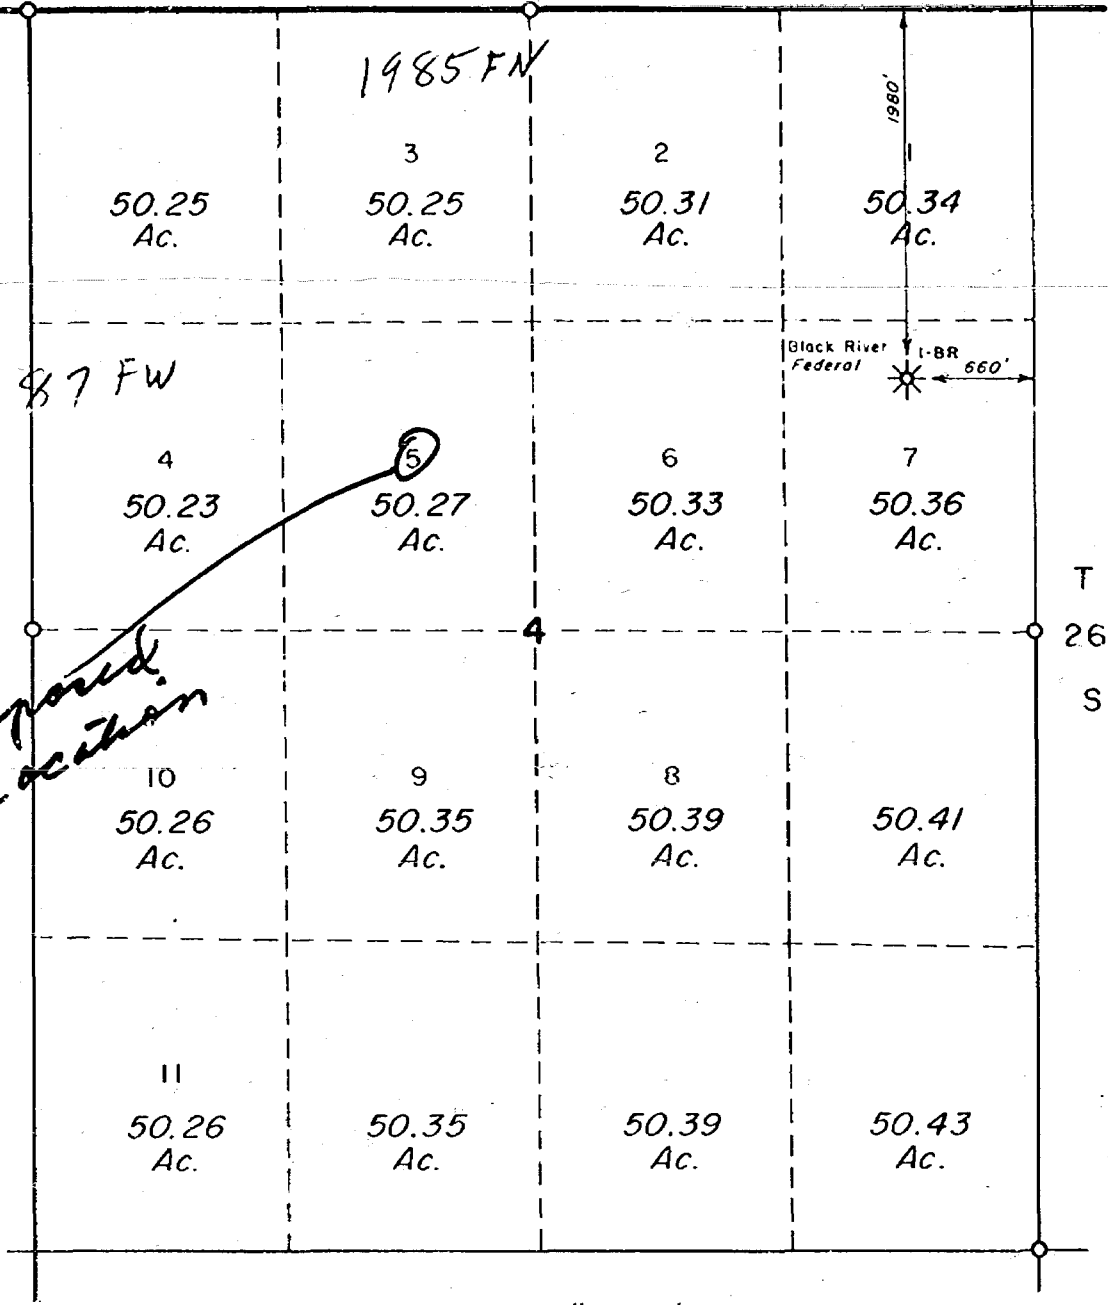 1985 FN
1980'
3
2
1
50.25
Ac.
50.25
Ac.
50.31
Ac.
50.34
Ac.
Black River
Federal
1-BR
660'
87 FW
4
50.23
Ac.
5
50.27
Ac.
6
50.33
Ac.
7
50.36
Ac.
T
26
S
4
posed
Location
10
50.26
Ac.
9
50.35
Ac.
8
50.39
Ac.
50.41
Ac.
11
50.26
Ac.
50.35
Ac.
50.39
Ac.
50.43
Ac.